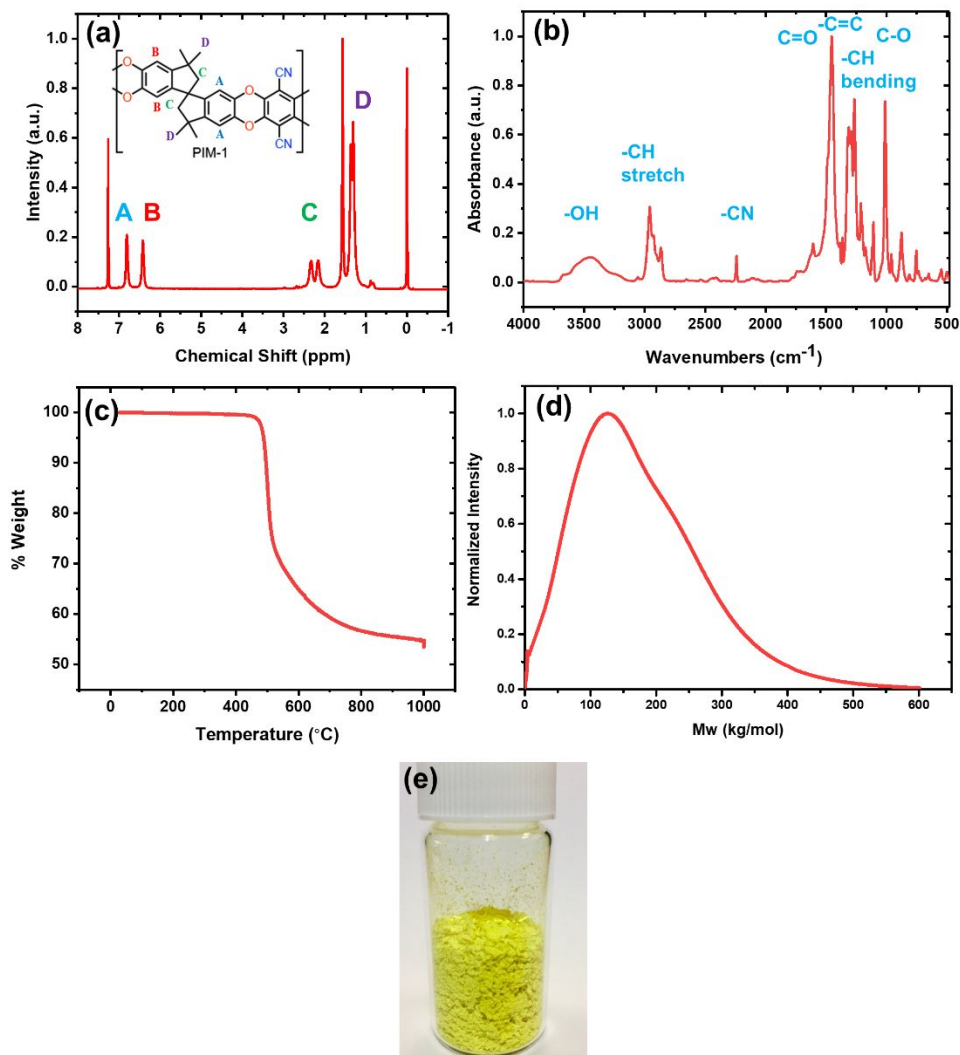 (a)
Intensity (a.u.)
1.0
0.8
0.6
0.4
0.2
0.0
8 7 6 5 4 3 2 1 0 -1
Chemical Shift (ppm)
A
B
C
D
B
B
C
C
D
D
A
A
O
O
O
O
CN
CN
PIM-1
(b)
Absorbance (a.u.)
1.0
0.8
0.6
0.4
0.2
0.0
4000 3500 3000 2500 2000 1500 1000 500
Wavenumbers (cm-1)
-OH
-CH
stretch
-CN
C=O
-C=C
C-O
-CH
bending
(c)
% Weight
100
90
80
70
60
50
0 200 400 600 800 1000
Temperature (°C)
(d)
Normalized Intensity
1.0
0.8
0.6
0.4
0.2
0.0
0 100 200 300 400 500 600
Mw (kg/mol)
(e)